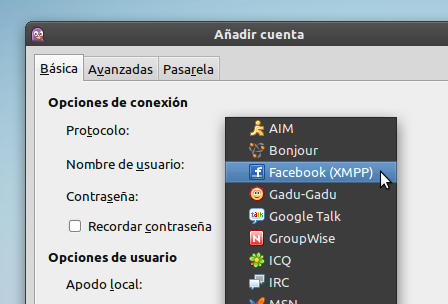 Añadir cuenta
Básica Avanzadas Pasarela
Opciones de conexión
Protocolo:
Nombre de usuario:
Contraseña:
Recordar contraseña
Opciones de usuario
Apodo local:
AIM
Bonjour
Facebook (XMPP)
Gadu-Gadu
Google Talk
GroupWise
ICQ
IRC
MSN